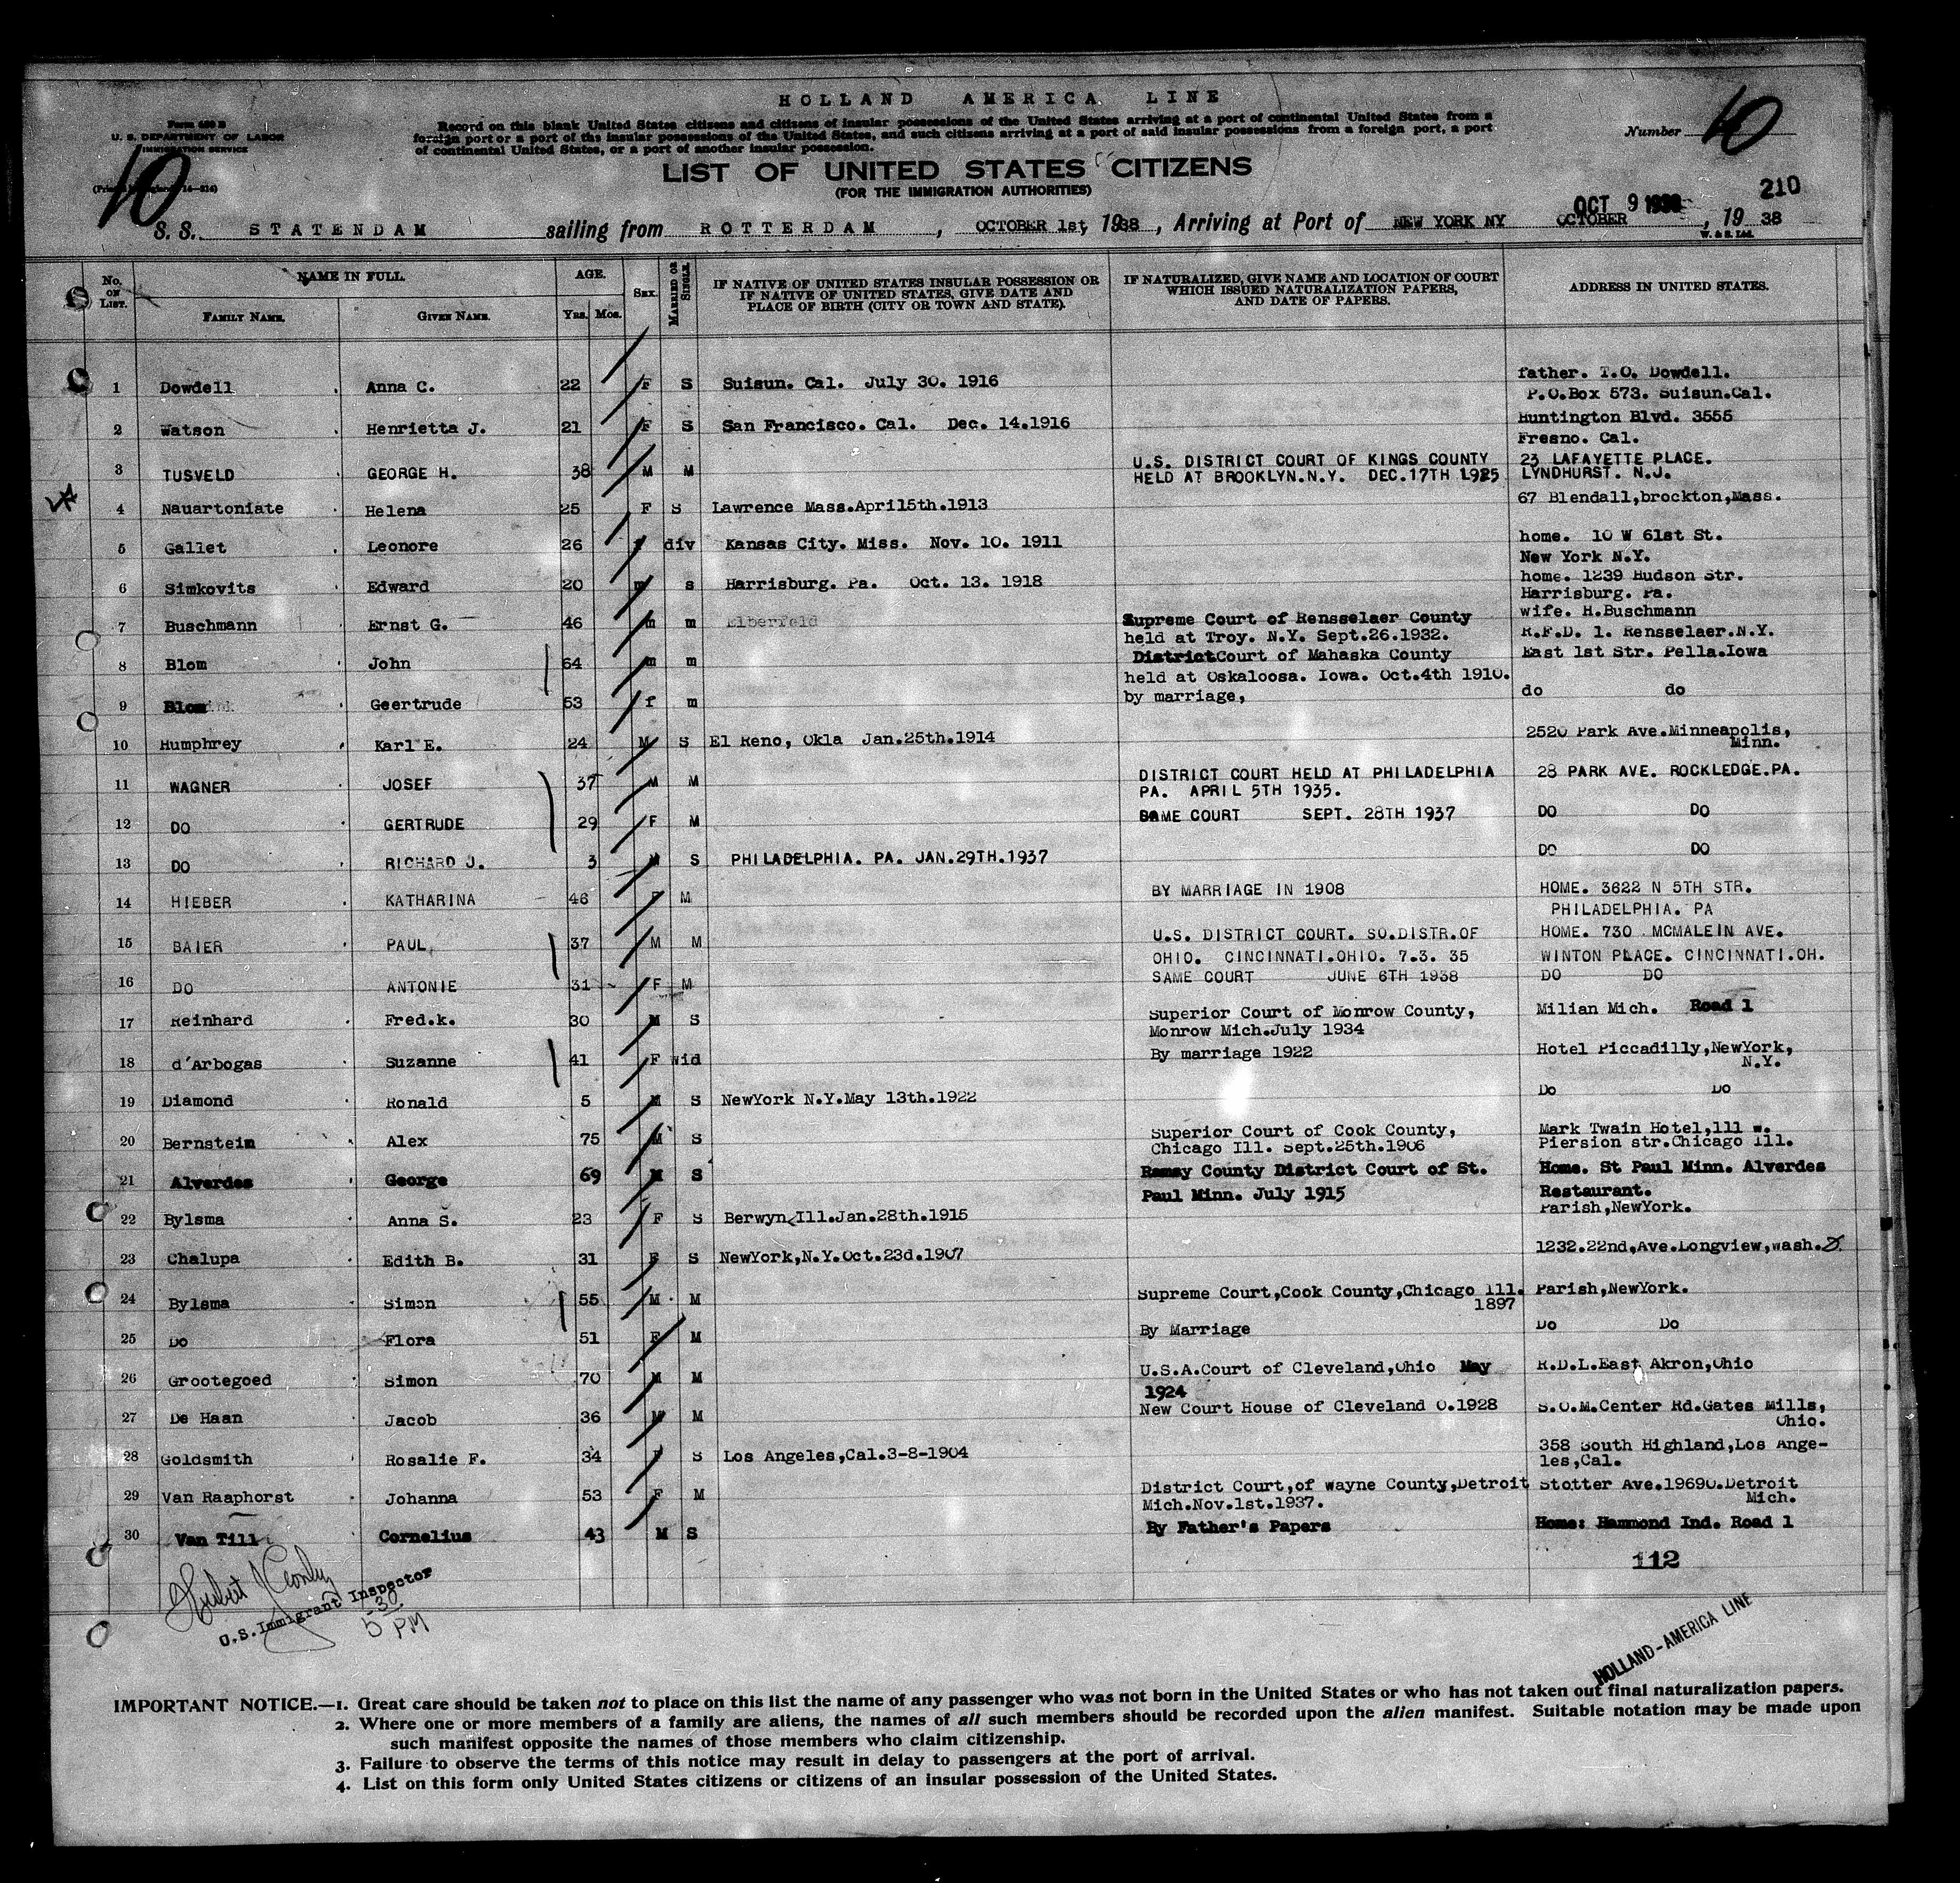 HOLLAND AMERICA LINE
Form 630 B
U. S. DEPARTMENT OF LABOR
IMMIGRATION SERVICE
Record on this blank United States citizens and citizens of insular possessions of the United States arriving at a port of continental United States from a
foreign port or a port of the insular possessions of the United States, and such citizens arriving at a port of said insular possessions from a foreign port, a port
of continental United States, or a port of another insular possession.
Number 10
10
LIST OF UNITED STATES CITIZENS
(FOR THE IMMIGRATION AUTHORITIES)
210
OCT 9 1938
S. S. STATENDAM sailing from ROTTERDAM , OCTOBER 1st, 1938 , Arriving at Port of NEW YORK NY OCTOBER , 19 38
W. & S. Ltd.
No. ON LIST. NAME IN FULL. FAMILY NAME. GIVEN NAME. AGE. Yrs. Mos. SEX. MARRIED OR SINGLE. IF NATIVE OF UNITED STATES INSULAR POSSESSION OR IF NATIVE OF UNITED STATES, GIVE DATE AND PLACE OF BIRTH (CITY OR TOWN AND STATE). IF NATURALIZED, GIVE NAME AND LOCATION OF COURT WHICH ISSUED NATURALIZATION PAPERS, AND DATE OF PAPERS. ADDRESS IN UNITED STATES.
1 Dowdell Anna C. 22 F S Suisun. Cal. July 30. 1916 father. T.O. Dowdell.
P.O.Box 573. Suisun.Cal.
2 Watson Henrietta J. 21 F S San Francisco. Cal. Dec. 14.1916 Huntington Blvd. 3555
Fresno. Cal.
3 TUSVELD GEORGE H. 38 M M U.S. DISTRICT COURT OF KINGS COUNTY 23 LAFAYETTE PLACE.
HELD AT BROOKLYN.N.Y. DEC.17TH 1925 LYNDHURST. N.J.
4 Nauartoniate Helena 25 F S Lawrence Mass.April5th.1913 67 Blendall,brockton,Mass.
5 Gallet Leonore 26 f div Kansas City. Miss. Nov. 10. 1911 home. 10 W 61st St.
New York N.Y.
6 Simkovits Edward 20 m s Harrisburg. Pa. Oct. 13. 1918 home. 1239 Hudson Str.
Harrisburg. Pa.
7 Buschmann Ernst G. 46 m m Elberfeld Supreme Court of Rensselaer County wife. H.Buschmann
held at Troy. N.Y. Sept.26.1932. R.F.D. 1. Rensselaer.N.Y.
8 Blom John 64 m m District Court of Mahaska County East 1st Str. Pella.Iowa
held at Oskaloosa. Iowa. Oct.4th 1910.
9 Blom Geertrude 53 f m by marriage, do do
10 Humphrey Karl E. 24 M S El Reno, Okla Jan.25th.1914 2520 Park Ave.Minneapolis,
Minn.
11 WAGNER JOSEF 37 M M DISTRICT COURT HELD AT PHILADELPHIA 28 PARK AVE. ROCKLEDGE.PA.
PA. APRIL 5TH 1935.
12 DO GERTRUDE 29 F M SAME COURT SEPT. 28TH 1937 DO DO
13 DO RICHARD J. 3 M S PHILADELPHIA. PA. JAN.29TH.1937 DO DO
14 HIEBER KATHARINA 46 F M BY MARRIAGE IN 1908 HOME. 3622 N 5TH STR.
PHILADELPHIA. PA
15 BAIER PAUL 37 M M U.S. DISTRICT COURT. SO.DISTR.OF HOME. 730 MCMALEIN AVE.
OHIO. CINCINNATI.OHIO. 7.3. 35 WINTON PLACE. CINCINNATI.OH.
16 DO ANTONIE 31 F M SAME COURT JUNE 6TH 1938 DO DO
17 Reinhard Fred.k. 30 M S Superior Court of Monrow County, Milian Mich. Road 1
Monrow Mich.July 1934
18 d'Arbogas Suzanne 41 F Wid By marriage 1922 Hotel Piccadilly,NewYork,
N.Y.
19 Diamond Ronald 5 M S NewYork N.Y.May 13th.1922 Do Do
20 Bernstein Alex 75 M S Superior Court of Cook County, Mark Twain Hotel,111 w.
Chicago Ill. Sept.25th.1906 Piersion str.Chicago Ill.
21 Alverdes George 69 M S Ramsy County District Court of St. Home. St Paul Minn. Alverdes
Paul Minn. July 1915 Restaurant.
22 Bylsma Anna S. 23 F S Berwyn,Ill.Jan.28th.1915 Parish,NewYork.
23 Chalupa Edith B. 31 F S NewYork,N.Y.Oct.23d.1907 1232.22nd,Ave.Longview,wash.
24 Bylsma Simon 55 M M Supreme Court,Cook County,Chicago Ill. Parish,NewYork.
1897
25 Do Flora 51 F M By Marriage Do Do
26 Grootegoed Simon 70 M M U.S.A.Court of Cleveland,Ohio May R.D.L.East Akron,Ohio
1924
27 De Haan Jacob 36 M M New Court House of Cleveland O.1928 S.O.M.Center Rd.Gates Mills,
Ohio.
28 Goldsmith Rosalie F. 34 F S Los Angeles,Cal.3-8-1904 358 South Highland,Los Ange-
les,Cal.
29 Van Raaphorst Johanna 53 F M District Court,of wayne County,Detroit Stotter Ave.19690.Detroit
Mich.Nov.1st.1937. Mich.
30 Van Till Cornelius 43 M S By Father's Papers Home: Hammond Ind. Road 1
112
U.S. Immigrant Inspector
5-30
PM
HOLLAND-AMERICA LINE
IMPORTANT NOTICE.—1. Great care should be taken not to place on this list the name of any passenger who was not born in the United States or who has not taken out final naturalization papers.
2. Where one or more members of a family are aliens, the names of all such members should be recorded upon the alien manifest. Suitable notation may be made upon
such manifest opposite the names of those members who claim citizenship.
3. Failure to observe the terms of this notice may result in delay to passengers at the port of arrival.
4. List on this form only United States citizens or citizens of an insular possession of the United States.